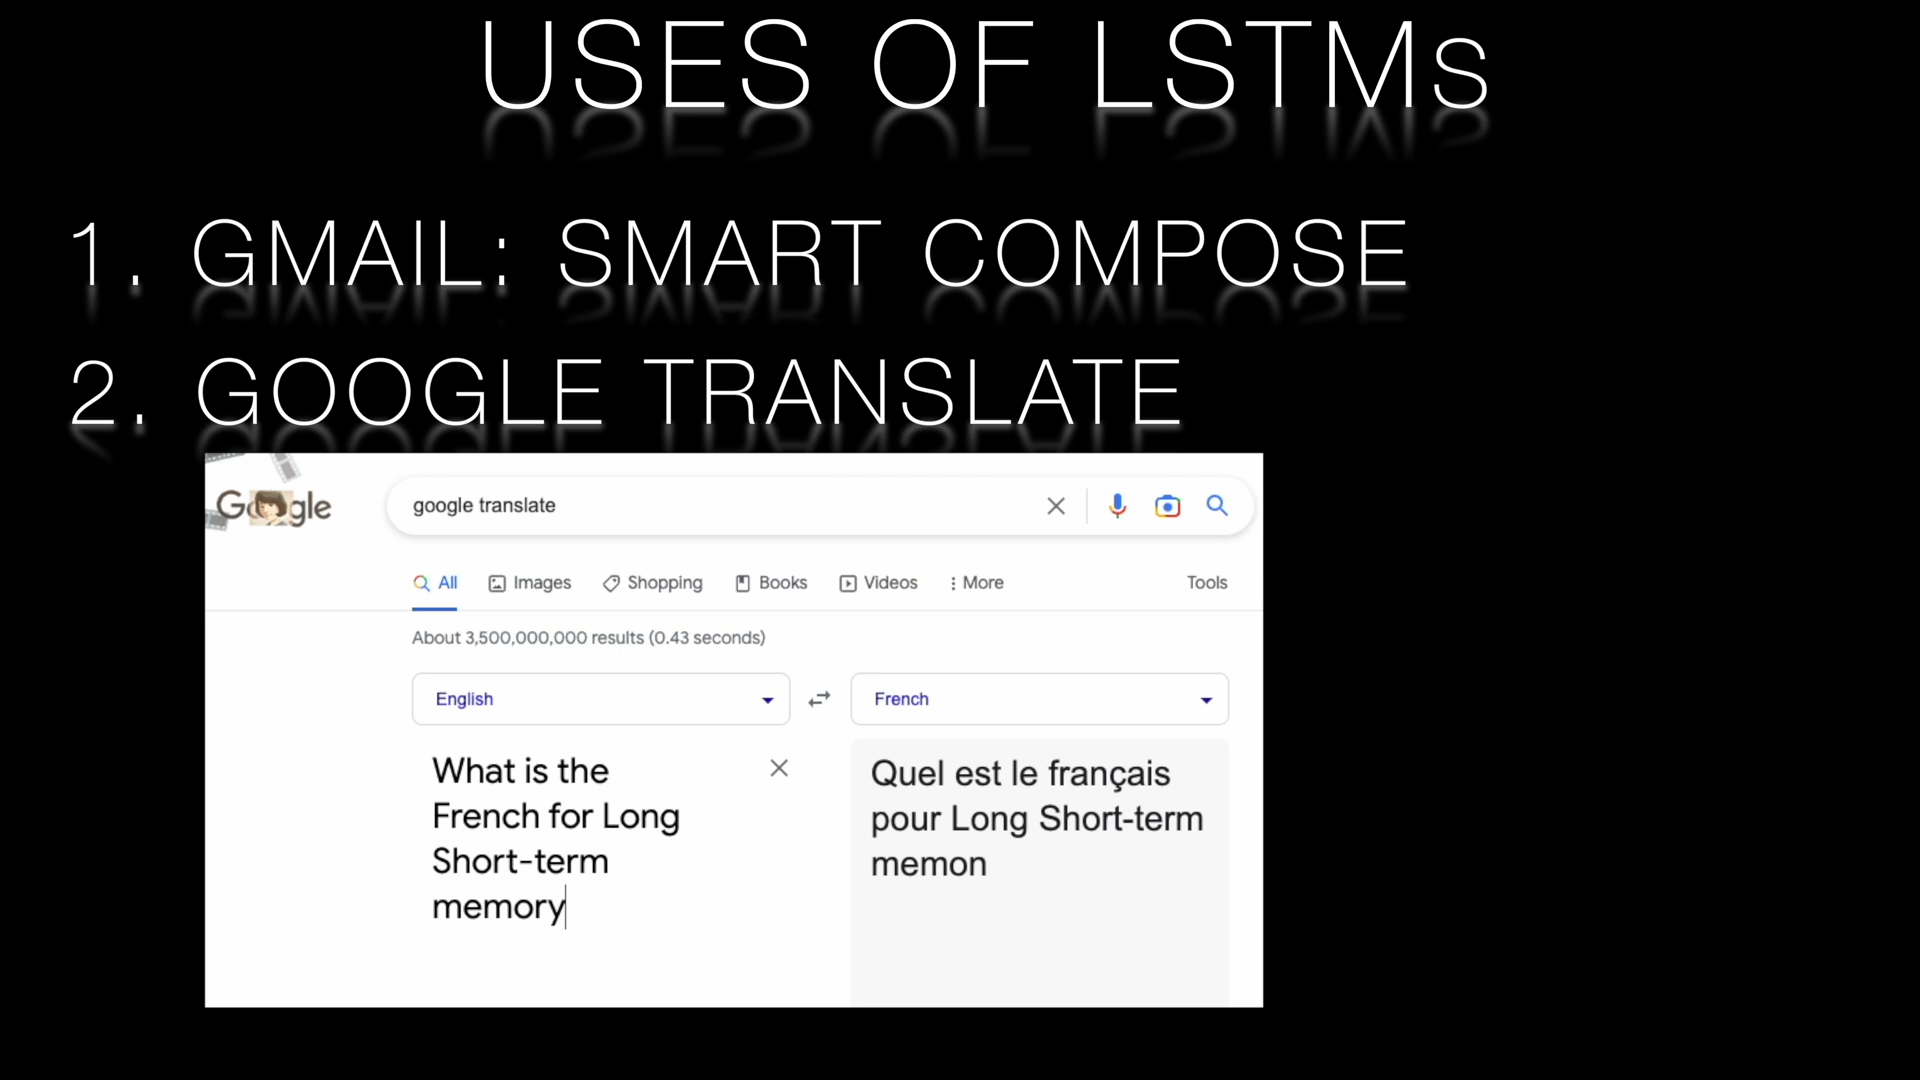 USES OF LSTMs
1. GMAIL: SMART COMPOSE
2. GOOGLE TRANSLATE
Google
google translate
All Images Shopping Books Videos More Tools
About 3,500,000,000 results (0.43 seconds)
English French
What is the
French for Long
Short-term
memory
Quel est le français
pour Long Short-term
memon